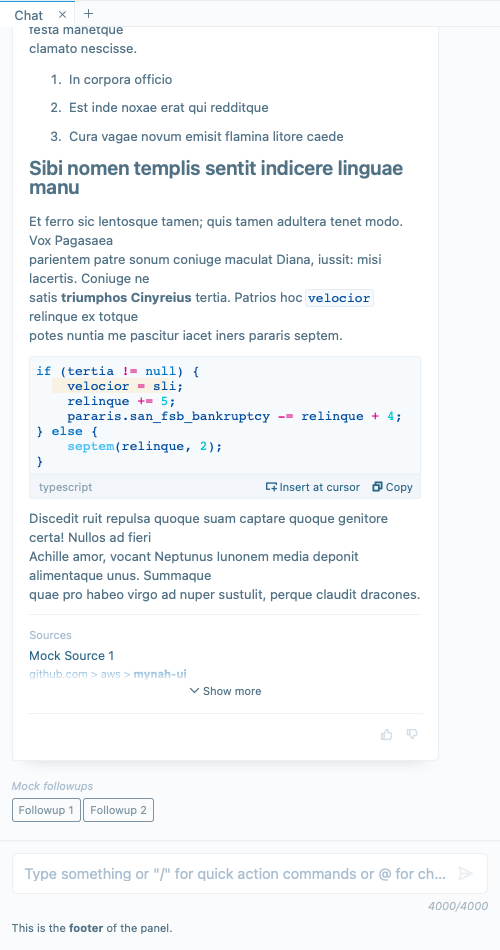 Chat
festa manetque
clamato nescisse.
1. In corpora officio
2. Est inde noxae erat qui redditque
3. Cura vagae novum emisit flamina litore caede
Sibi nomen templis sentit indicere linguae
manu
Et ferro sic lentosque tamen; quis tamen adultera tenet modo.
Vox Pagasaea
parientem patre sonum coniuge maculat Diana, iussit: misi
lacertis. Coniuge ne
satis triumphos Cinyreius tertia. Patrios hoc velocior
relinque ex totque
potes nuntia me pascitur iacet iners pararis septem.
if (tertia != null) {
    velocior = sli;
    relinque += 5;
    pararis.san_fsb_bankruptcy -= relinque + 4;
} else {
    septem(relinque, 2);
}
typescript Insert at cursor Copy
Discedit ruit repulsa quoque suam captare quoque genitore
certa! Nullos ad fieri
Achille amor, vocant Neptunus Iunonem media deponit
alimentaque unus. Summaque
quae pro habeo virgo ad nuper sustulit, perque claudit dracones.
Sources
Mock Source 1
github.com > aws > mynah-ui
Show more
Mock followups
Followup 1 Followup 2
Type something or "/" for quick action commands or @ for ch...
4000/4000
This is the footer of the panel.